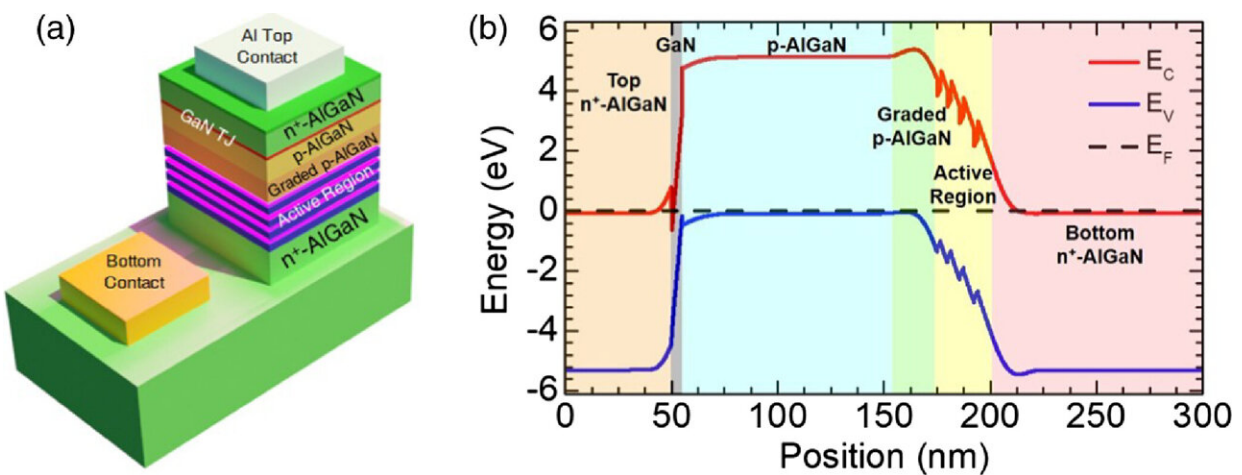 (a)
Al Top
Contact
n⁺-AlGaN
GaN TJ
p-AlGaN
Graded p-AlGaN
Active Region
n⁺-AlGaN
Bottom
Contact
(b)
Energy (eV)
6
4
2
0
-2
-4
-6
GaN
p-AlGaN
Top
n⁺-AlGaN
Graded
p-AlGaN
Active
Region
Bottom
n⁺-AlGaN
E_C
E_V
E_F
0 50 100 150 200 250 300
Position (nm)